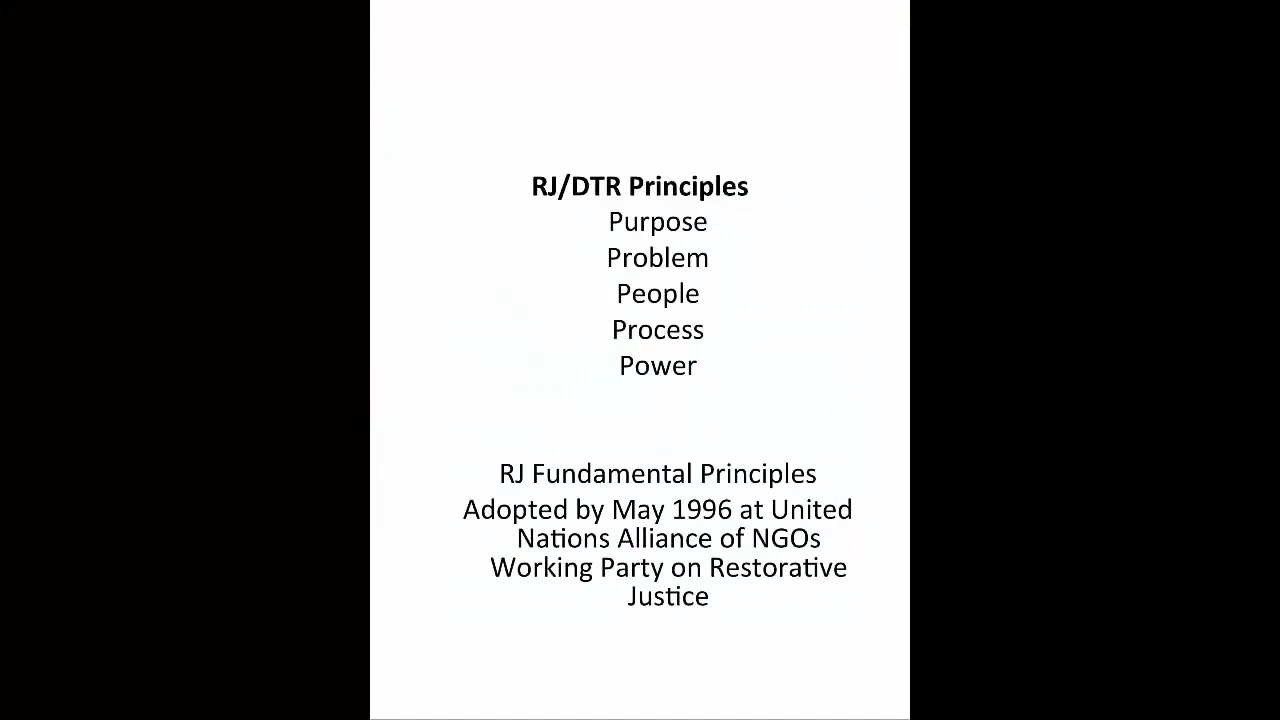 RJ/DTR Principles
Purpose
Problem
People
Process
Power
RJ Fundamental Principles
Adopted by May 1996 at United
Nations Alliance of NGOs
Working Party on Restorative
Justice